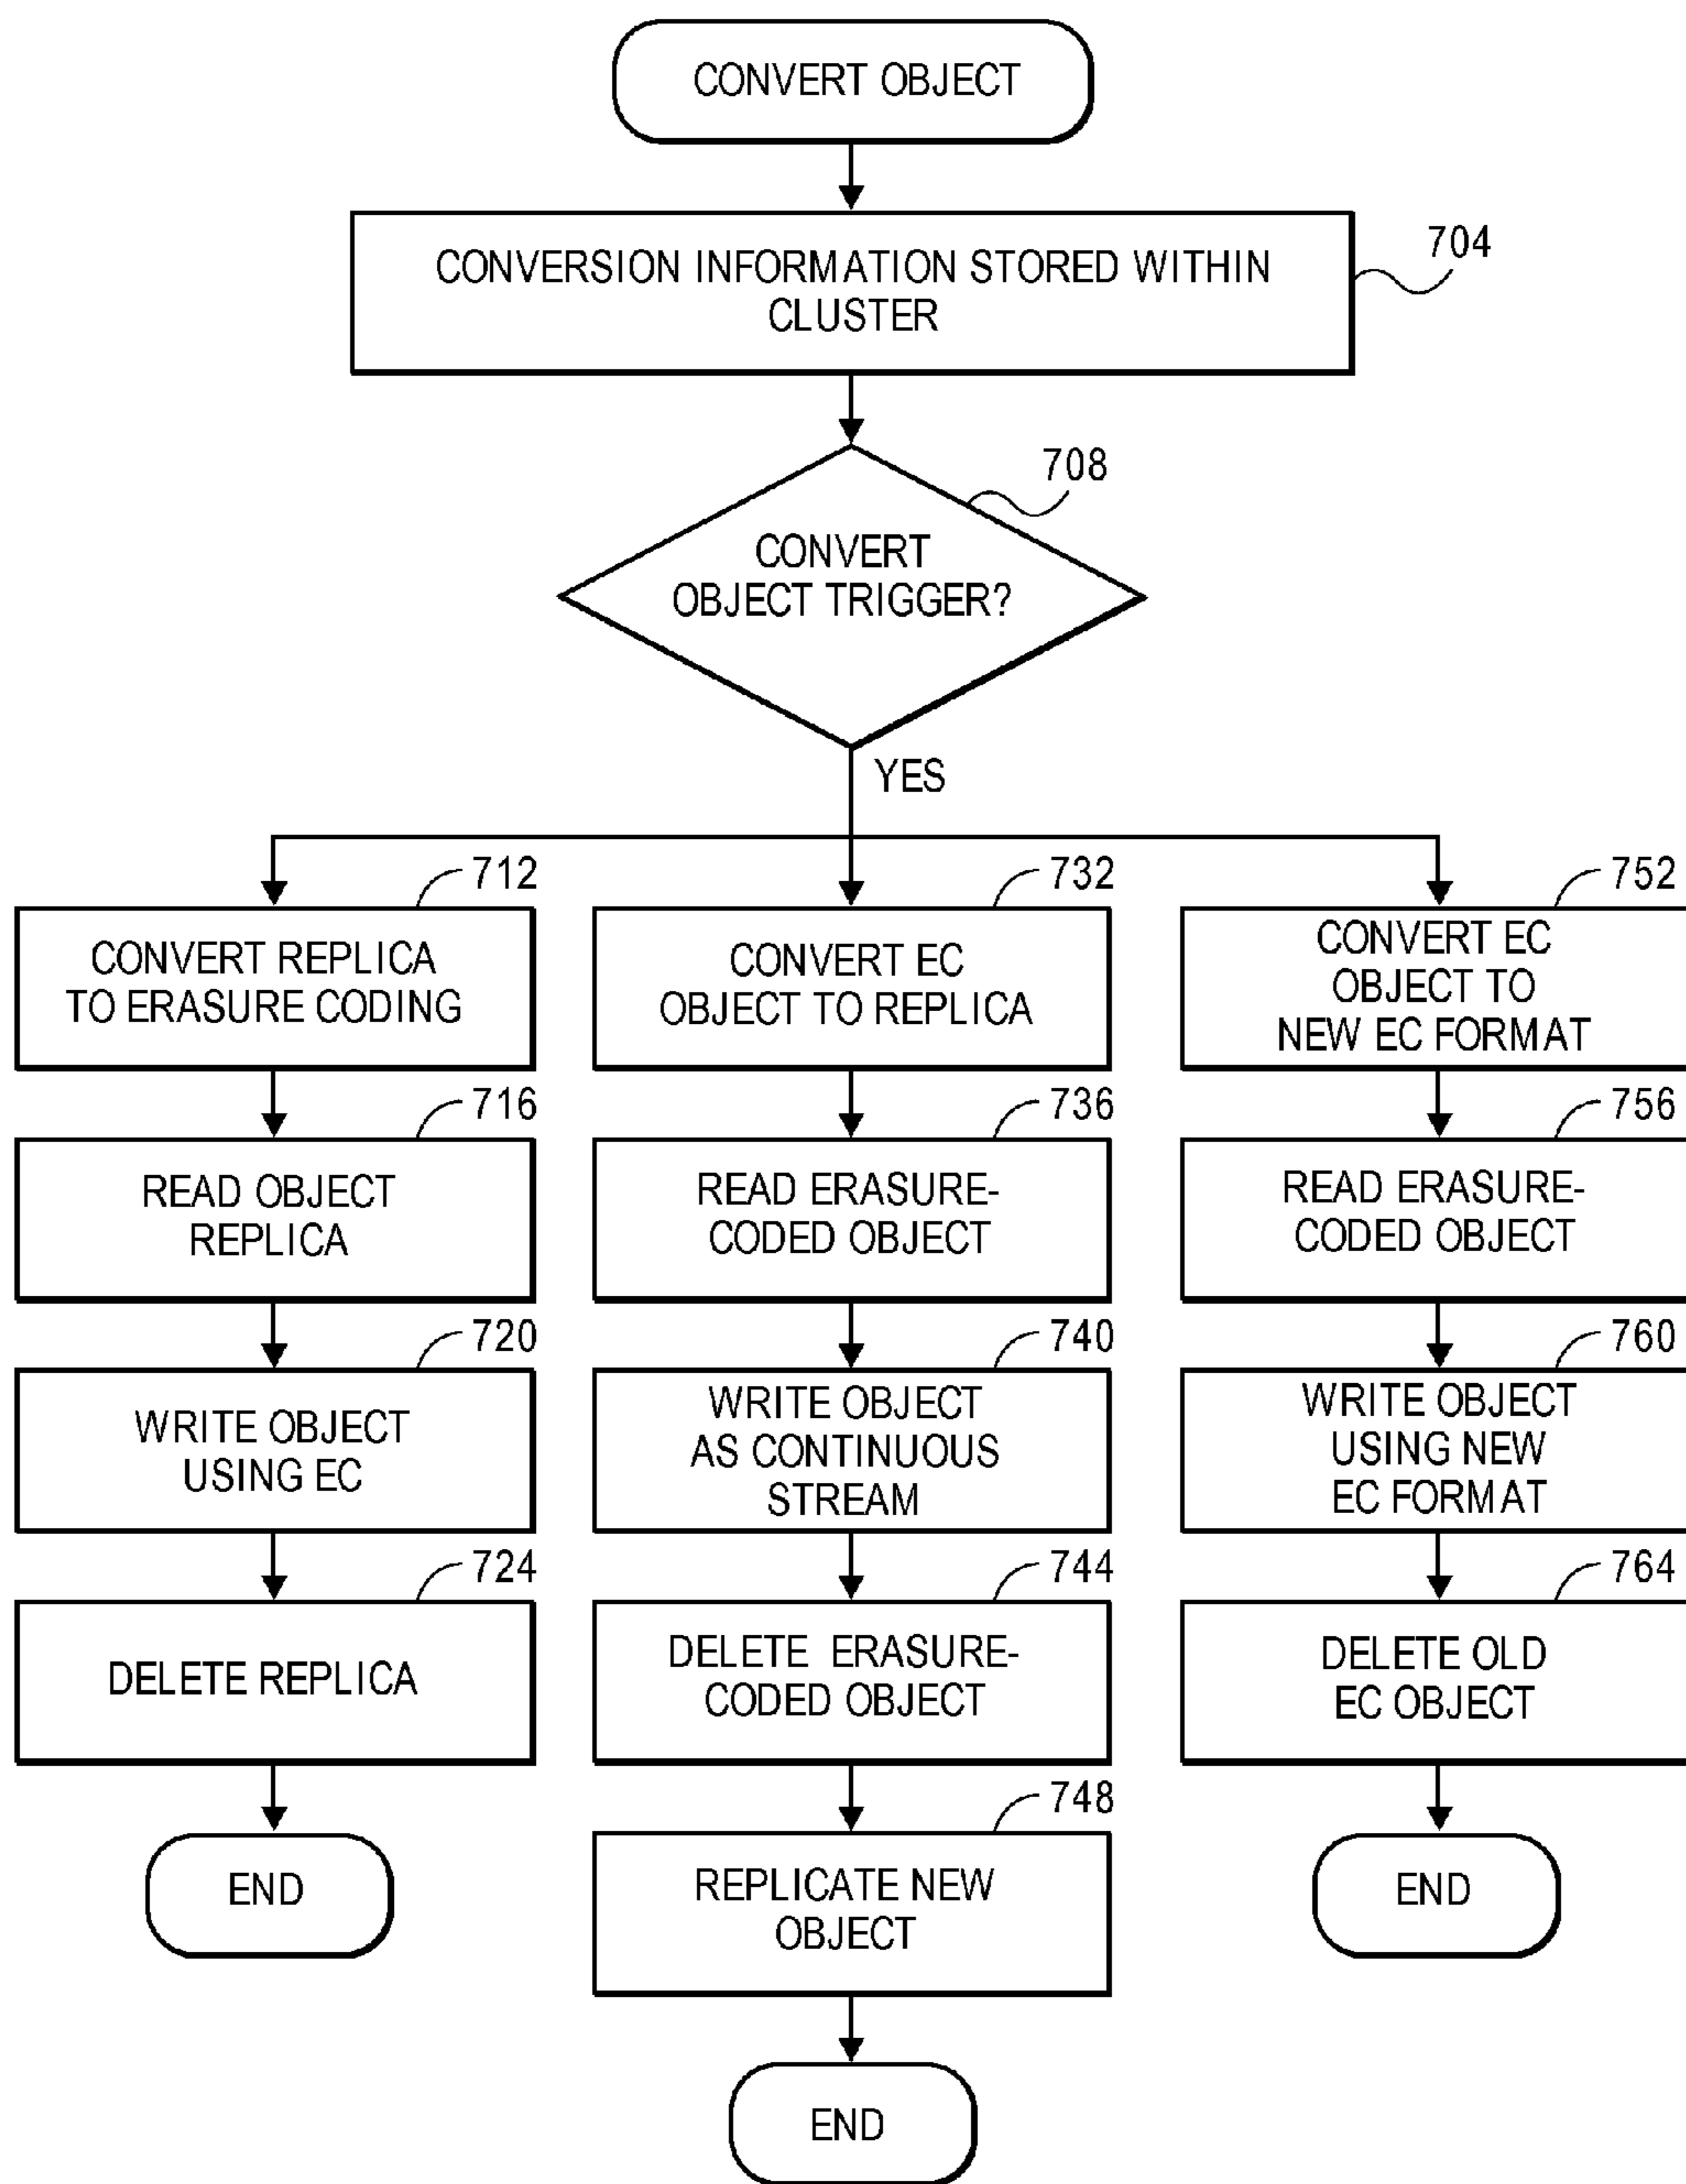 CONVERT OBJECT
CONVERSION INFORMATION STORED WITHIN
CLUSTER
704
708
CONVERT
OBJECT TRIGGER?
YES
712
CONVERT REPLICA
TO ERASURE CODING
716
READ OBJECT
REPLICA
720
WRITE OBJECT
USING EC
724
DELETE REPLICA
END
732
CONVERT EC
OBJECT TO REPLICA
736
READ ERASURE-
CODED OBJECT
740
WRITE OBJECT
AS CONTINUOUS
STREAM
744
DELETE ERASURE-
CODED OBJECT
748
REPLICATE NEW
OBJECT
END
752
CONVERT EC
OBJECT TO
NEW EC FORMAT
756
READ ERASURE-
CODED OBJECT
760
WRITE OBJECT
USING NEW
EC FORMAT
764
DELETE OLD
EC OBJECT
END